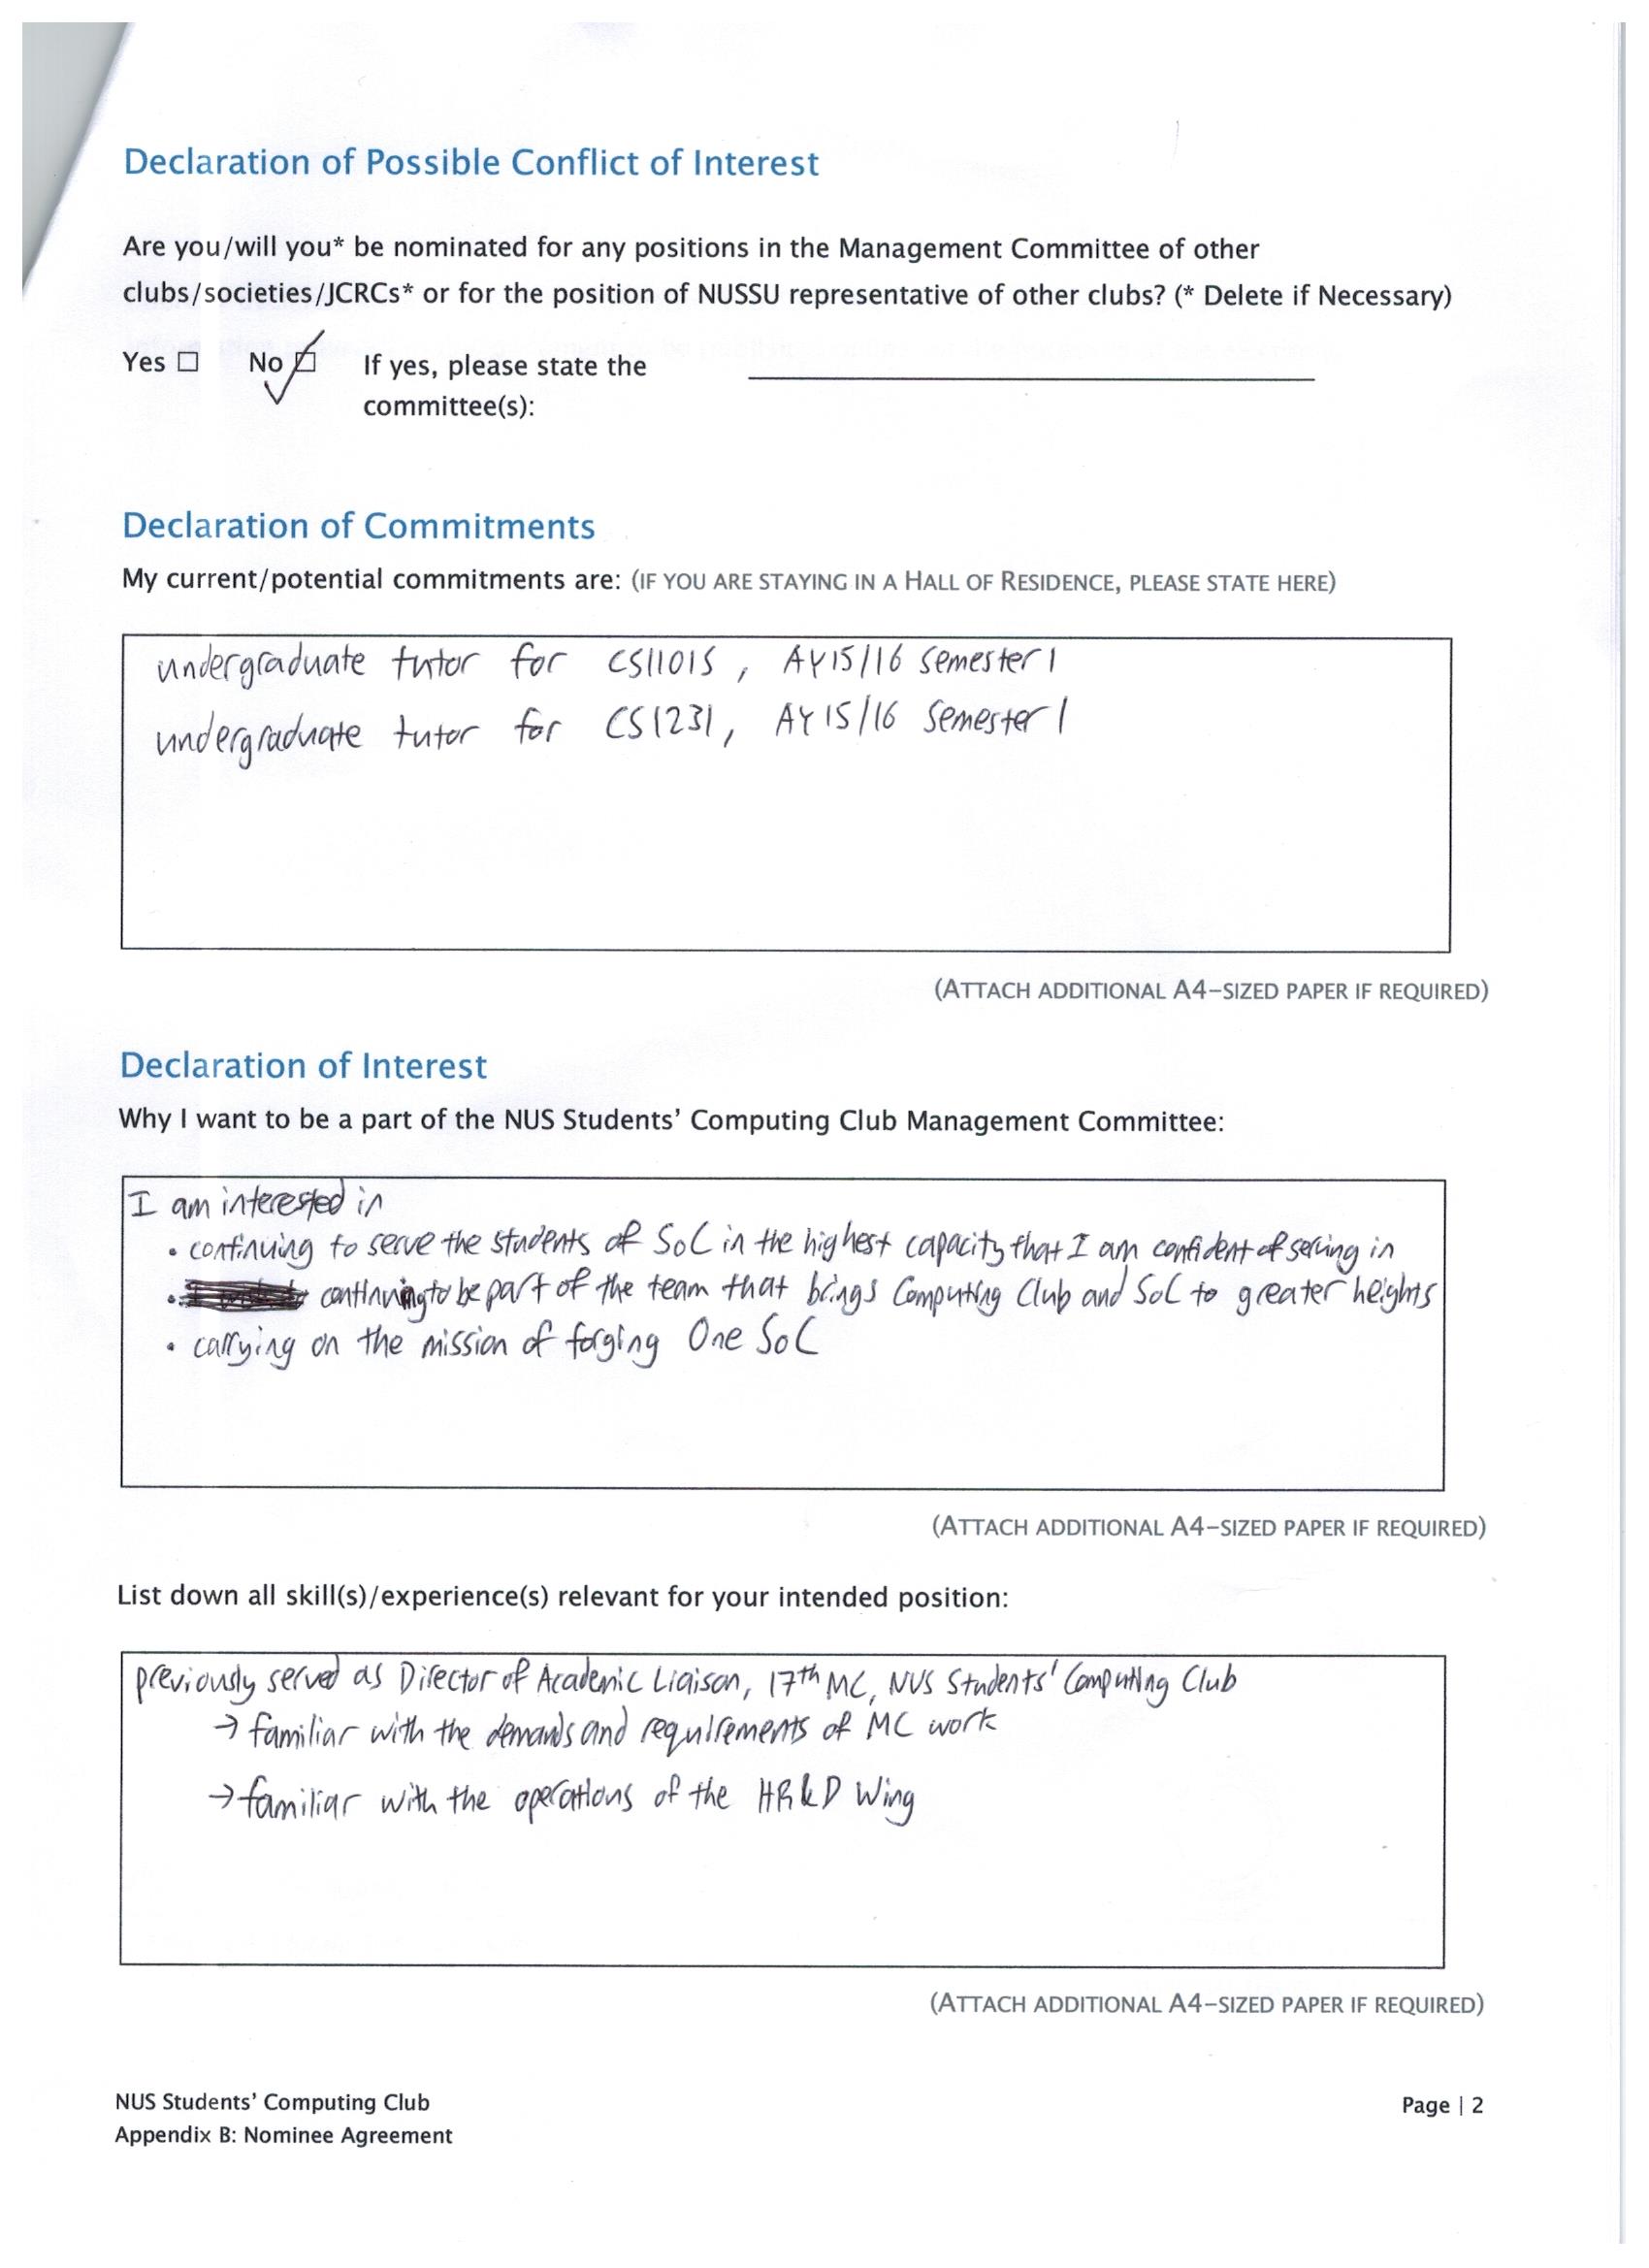 Declaration of Possible Conflict of Interest
Are you/will you* be nominated for any positions in the Management Committee of other
clubs/societies/JCRCs* or for the position of NUSSU representative of other clubs? (* Delete if Necessary)
Yes ☐ No ☑ If yes, please state the
committee(s):
Declaration of Commitments
My current/potential commitments are: (IF YOU ARE STAYING IN A HALL OF RESIDENCE, PLEASE STATE HERE)
undergraduate tutor for CS1101S, AY15/16 Semester 1
undergraduate tutor for CS1231, AY15/16 Semester 1
(ATTACH ADDITIONAL A4-SIZED PAPER IF REQUIRED)
Declaration of Interest
Why I want to be a part of the NUS Students' Computing Club Management Committee:
I am interested in
• continuing to serve the students of SoC in the highest capacity that I am confident of serving in
• continuing to be part of the team that brings Computing Club and SoC to greater heights
• carrying on the mission of forging One SoC
(ATTACH ADDITIONAL A4-SIZED PAPER IF REQUIRED)
List down all skill(s)/experience(s) relevant for your intended position:
previously served as Director of Academic Liaison, 17th MC, NUS Students' Computing Club
→ familiar with the demands and requirements of MC work
→ familiar with the operations of the HR&D Wing
(ATTACH ADDITIONAL A4-SIZED PAPER IF REQUIRED)
NUS Students' Computing Club
Page | 2
Appendix B: Nominee Agreement